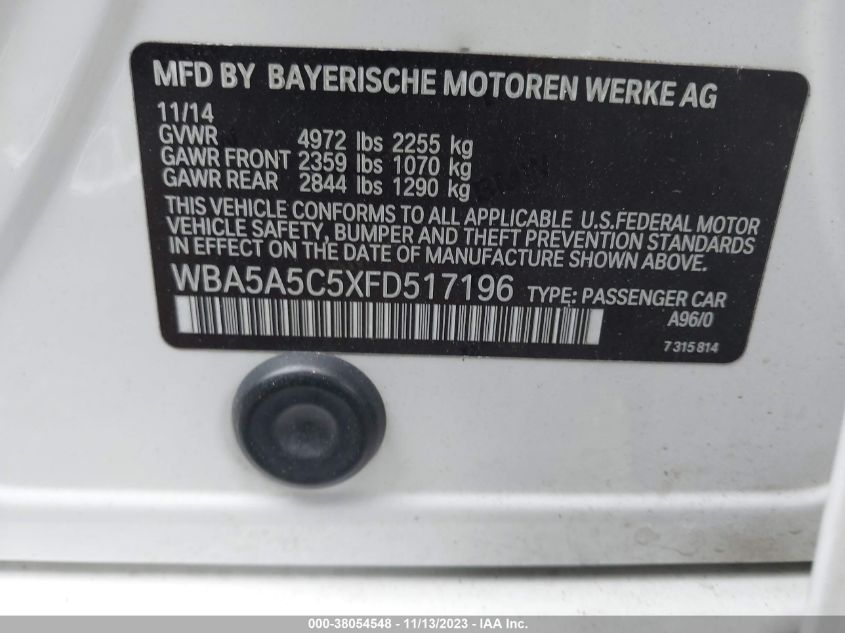 MFD BY BAYERISCHE MOTOREN WERKE AG
11/14
GVWR 4972 lbs 2255 kg
GAWR FRONT 2359 lbs 1070 kg
GAWR REAR 2844 lbs 1290 kg
THIS VEHICLE CONFORMS TO ALL APPLICABLE U.S.FEDERAL MOTOR
VEHICLE SAFETY, BUMPER AND THEFT PREVENTION STANDARDS
IN EFFECT ON THE DATE OF MANUFACTURE SHOWN ABOVE.
WBA5A5C5XFD517196 TYPE: PASSENGER CAR
A96/0
7315814
000-38054548 - 11/13/2023 - IAA Inc.